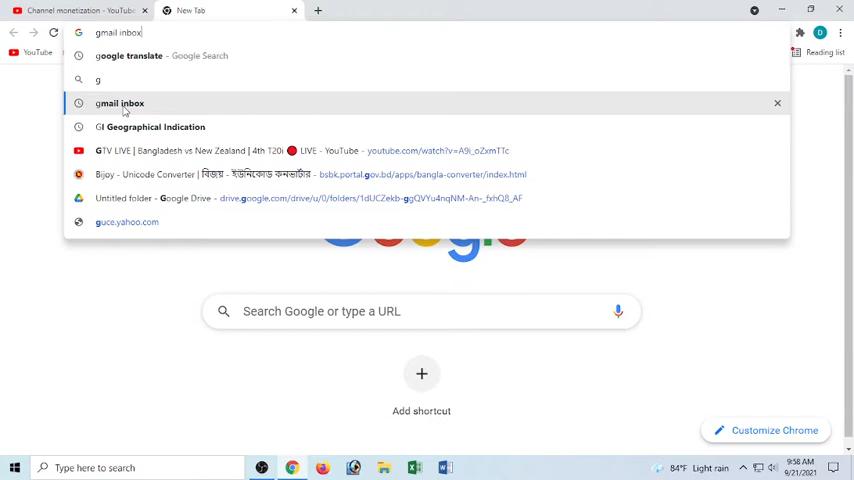 Channel monetization - YouTube
New Tab
gmail inbox
D
YouTube
Reading list
google translate - Google Search
g
gmail inbox
GI Geographical Indication
GTV LIVE | Bangladesh vs New Zealand | 4th T20i 🔴 LIVE - YouTube - youtube.com/watch?v=A9i_oZxmTTc
Bijoy - Unicode Converter | বিজয় - ইউনিকোড কনভার্টার - bsbk.portal.gov.bd/apps/bangla-converter/index.html
Untitled folder - Google Drive - drive.google.com/drive/u/0/folders/1dUCZekb-ggQVYu4nqNM-An-_fxhQ8_AF
guce.yahoo.com
Search Google or type a URL
Add shortcut
Customize Chrome
Type here to search
84°F Light rain
9:58 AM
9/21/2021